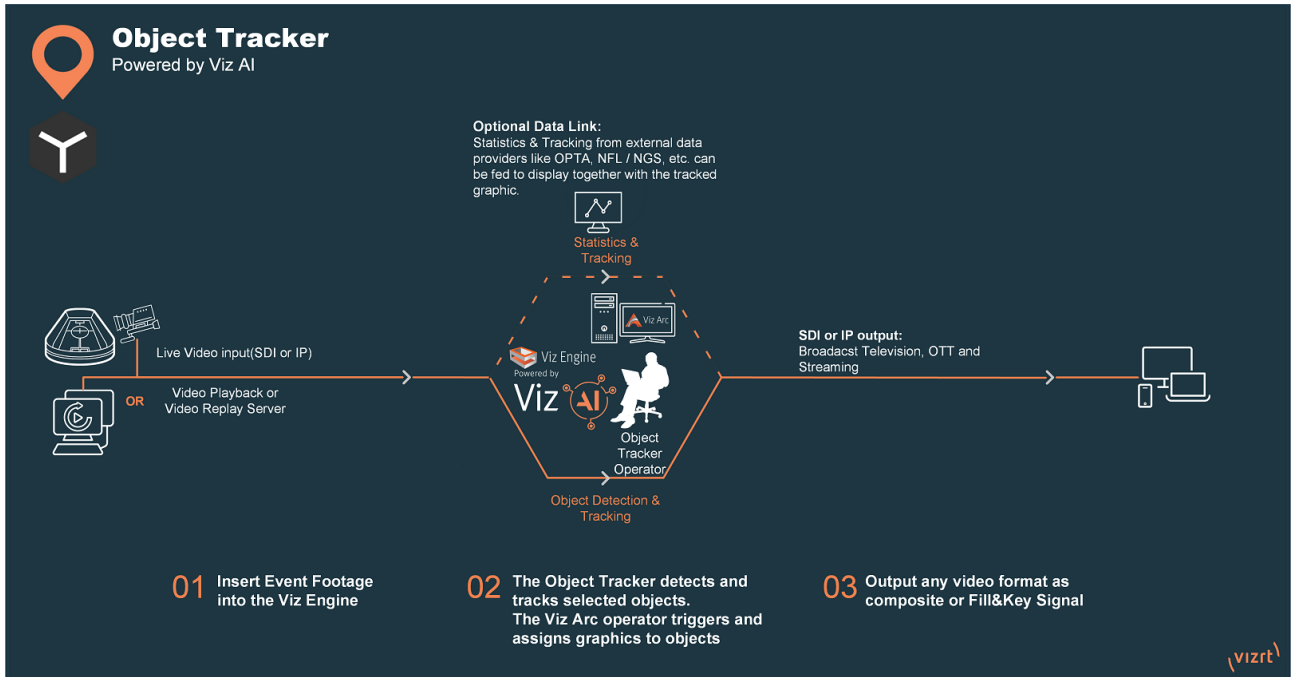 Object Tracker
Powered by Viz AI
Optional Data Link:
Statistics & Tracking from external data
providers like OPTA, NFL / NGS, etc. can
be fed to display together with the tracked
graphic.
Statistics &
Tracking
Viz Arc
Viz Engine
Powered by
Viz AI
Object
Tracker
Operator
Object Detection &
Tracking
Live Video input(SDI or IP)
OR
Video Playback or
Video Replay Server
SDI or IP output:
Broadacst Television, OTT and
Streaming
01 Insert Event Footage
into the Viz Engine
02 The Object Tracker detects and
tracks selected objects.
The Viz Arc operator triggers and
assigns graphics to objects
03 Output any video format as
composite or Fill&Key Signal
vizrt